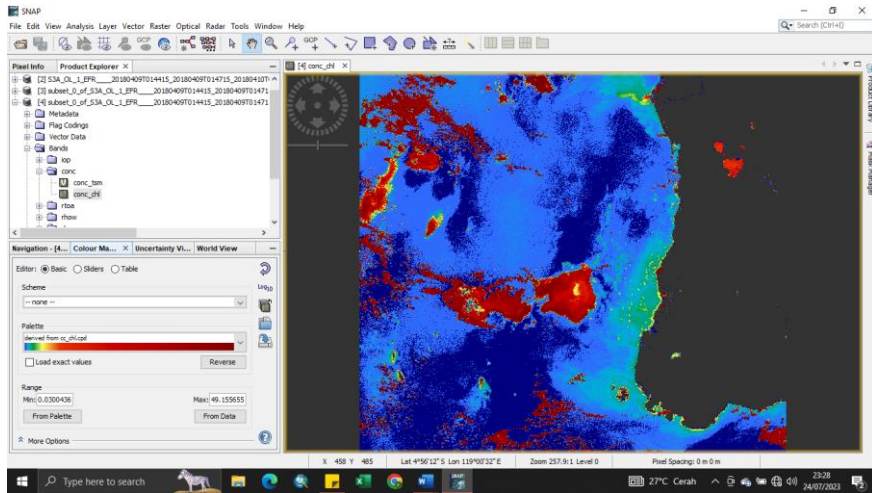 SNAP
File Edit View Analysis Layer Vector Raster Optical Radar Tools Window Help
Search (Ctrl+I)
GCP
GCP
Pixel Info Product Explorer ×
[4] conc_chl ×
[2] S3A_OL_1_EFR____20180409T014415_20180409T014715_20180410T
[3] subset_0_of_S3A_OL_1_EFR____20180409T014415_20180409T01471
[4] subset_0_of_S3A_OL_1_EFR____20180409T014415_20180409T01471
Metadata
Flag Codings
Vector Data
Bands
iop
conc
conc_tsm
conc_chl
rtoa
rhow
Product Library
Mask Manager
Navigation - [4... Colour Ma... × Uncertainty Vi... World View
Editor: Basic Sliders Table
Scheme
-- none --
Log10
Palette
derived from cc_chl.cpd
Load exact values
Reverse
Range
Min: 0.0300436 Max: 49.155655
From Palette From Data
More Options
X 458 Y 485 Lat 4°56'12" S Lon 119°00'32" E Zoom 257.9:1 Level 0 Pixel Spacing: 0 m 0 m
Type here to search
27°C Cerah
23:28
24/07/2023